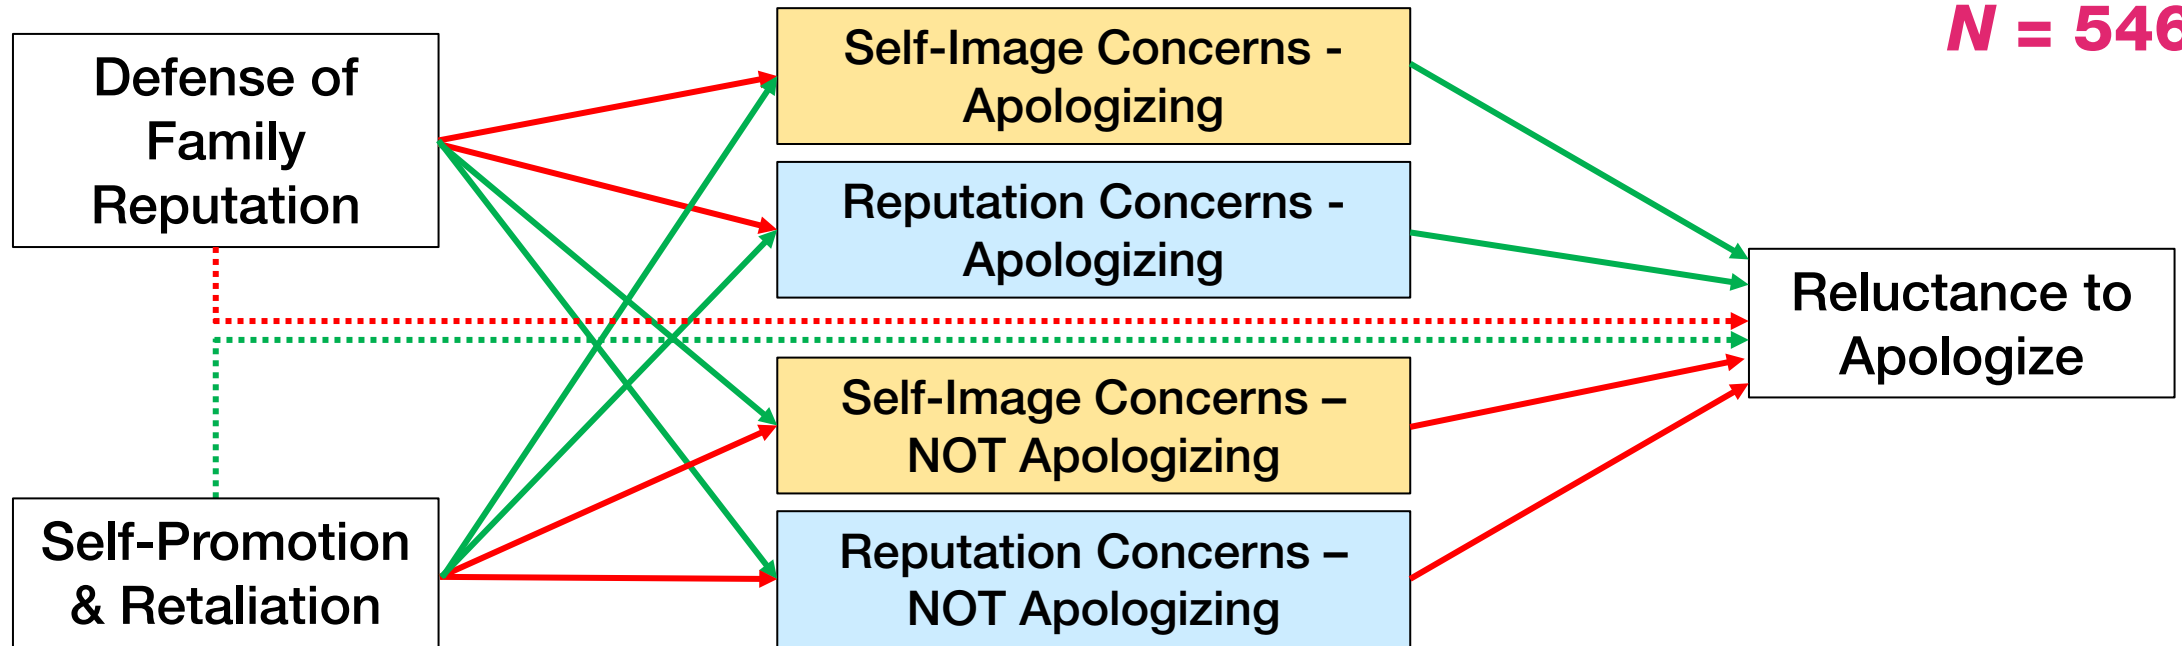 N = 546
Defense of
Family
Reputation
Self-Image Concerns -
Apologizing
Reputation Concerns -
Apologizing
Reluctance to
Apologize
Self-Image Concerns –
NOT Apologizing
Self-Promotion
& Retaliation
Reputation Concerns –
NOT Apologizing